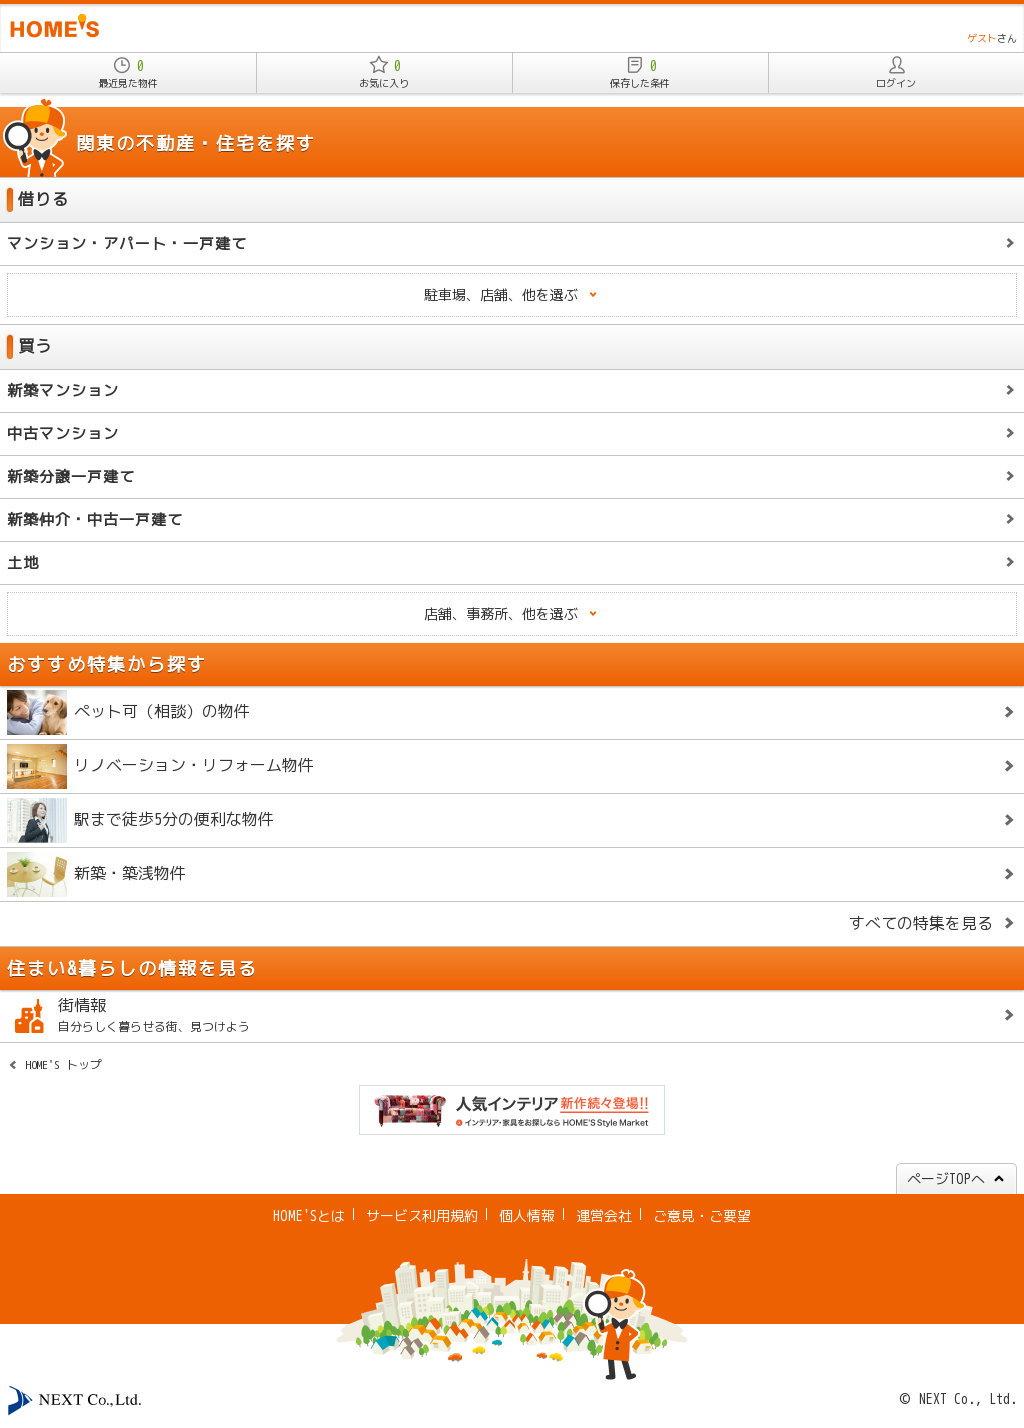 HOME'S
ゲストさん
0
最近見た物件
0
お気に入り
0
保存した条件
ログイン
関東の不動産・住宅を探す
借りる
マンション・アパート・一戸建て
駐車場、店舗、他を選ぶ
買う
新築マンション
中古マンション
新築分譲一戸建て
新築仲介・中古一戸建て
土地
店舗、事務所、他を選ぶ
おすすめ特集から探す
ペット可（相談）の物件
リノベーション・リフォーム物件
駅まで徒歩5分の便利な物件
新築・築浅物件
すべての特集を見る
住まい&暮らしの情報を見る
街情報
自分らしく暮らせる街、見つけよう
HOME'S トップ
人気インテリア新作続々登場!!
インテリア・家具をお探しなら HOME'S Style Market
ページTOPへ
HOME'Sとは サービス利用規約 個人情報 運営会社 ご意見・ご要望
NEXT Co., Ltd.
© NEXT Co., Ltd.